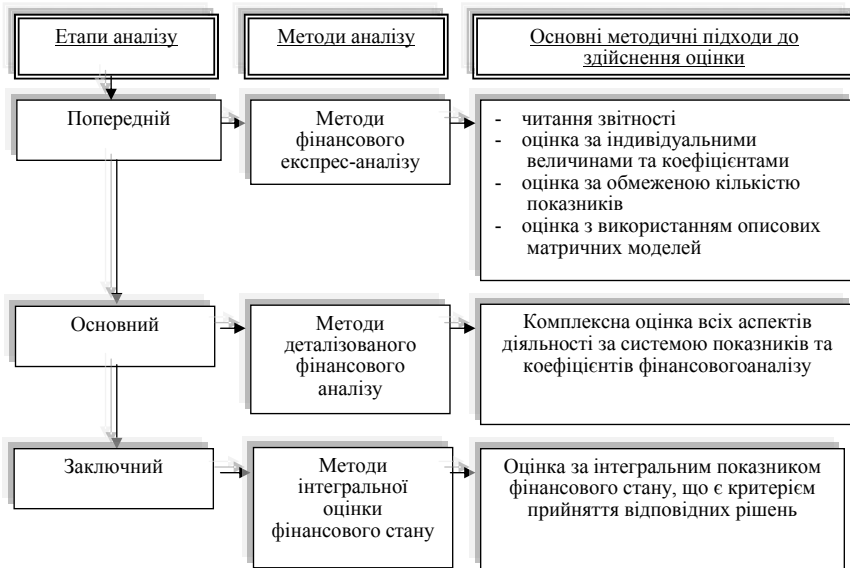 Етапи аналізу
Методи аналізу
Основні методичні підходи до
здійснення оцінки
Попередній
Методи
фінансового
експрес-аналізу
- читання звітності
- оцінка за індивідуальними
величинами та коефіцієнтами
- оцінка за обмеженою кількістю
показників
- оцінка з використанням описових
матричних моделей
Основний
Методи
деталізованого
фінансового
аналізу
Комплексна оцінка всіх аспектів
діяльності за системою показників та
коефіцієнтів фінансовогоаналізу
Заключний
Методи
інтегральної
оцінки
фінансового стану
Оцінка за інтегральним показником
фінансового стану, що є критерієм
прийняття відповідних рішень